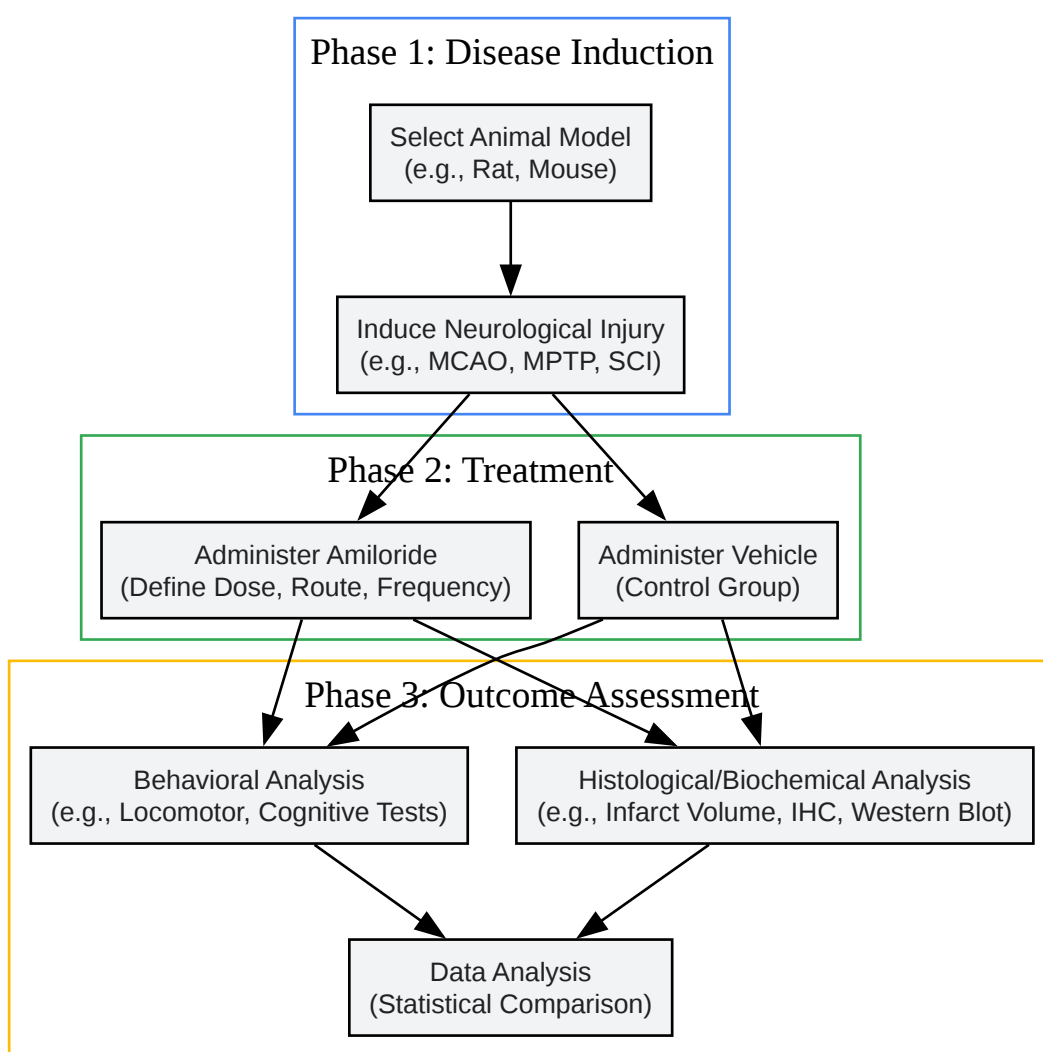 Phase 1: Disease Induction
Select Animal Model
(e.g., Rat, Mouse)
Induce Neurological Injury
(e.g., MCAO, MPTP, SCI)
Phase 2: Treatment
Administer Amiloride
(Define Dose, Route, Frequency)
Administer Vehicle
(Control Group)
Phase 3: Outcome Assessment
Behavioral Analysis
(e.g., Locomotor, Cognitive Tests)
Histological/Biochemical Analysis
(e.g., Infarct Volume, IHC, Western Blot)
Data Analysis
(Statistical Comparison)